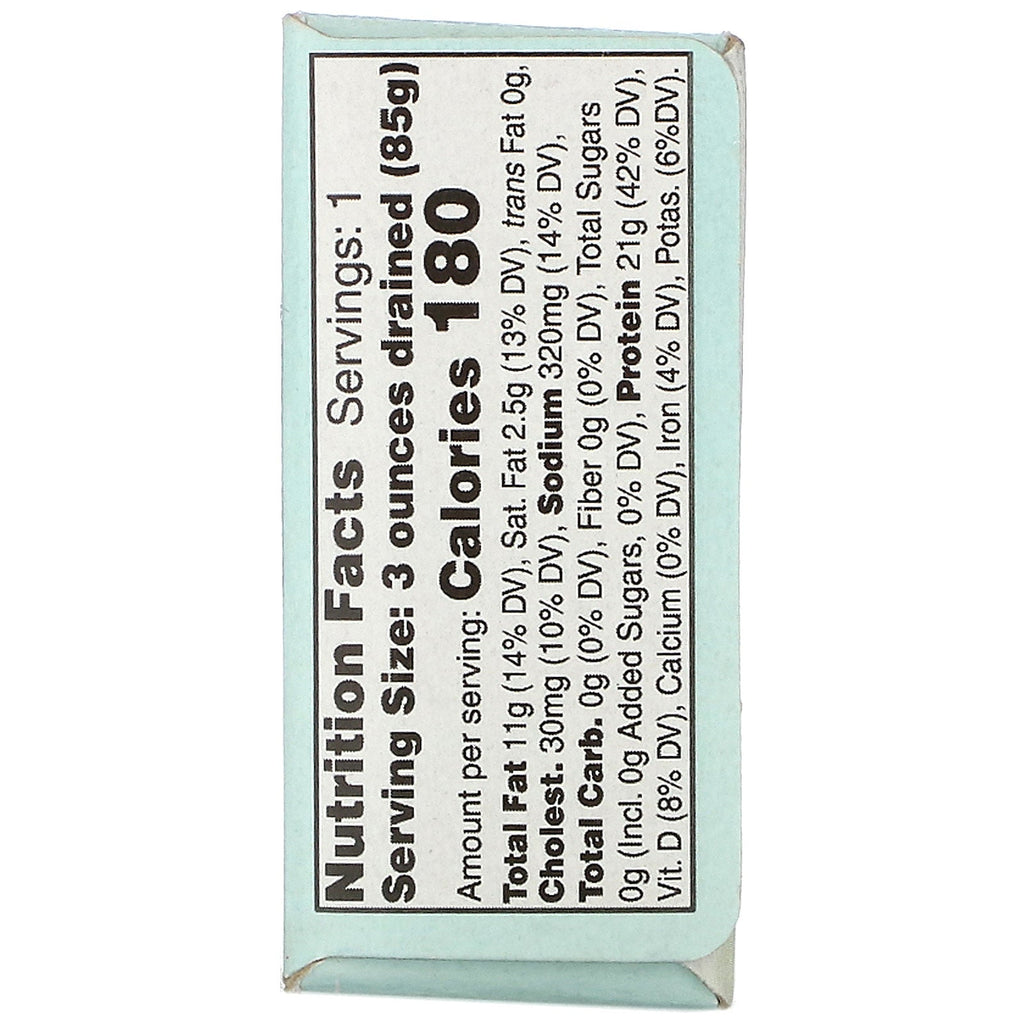 Nutrition Facts Servings: 1
Serving Size: 3 ounces drained (85g)
Amount per serving: Calories 180
Total Fat 11g (14% DV), Sat. Fat 2.5g (13% DV), trans Fat 0g,
Cholest. 30mg (10% DV), Sodium 320mg (14% DV),
Total Carb. 0g (0% DV), Fiber 0g (0% DV), Total Sugars
0g (Incl. 0g Added Sugars, 0% DV), Protein 21g (42% DV),
Vit. D (8% DV), Calcium (0% DV), Iron (4% DV), Potas. (6%DV).